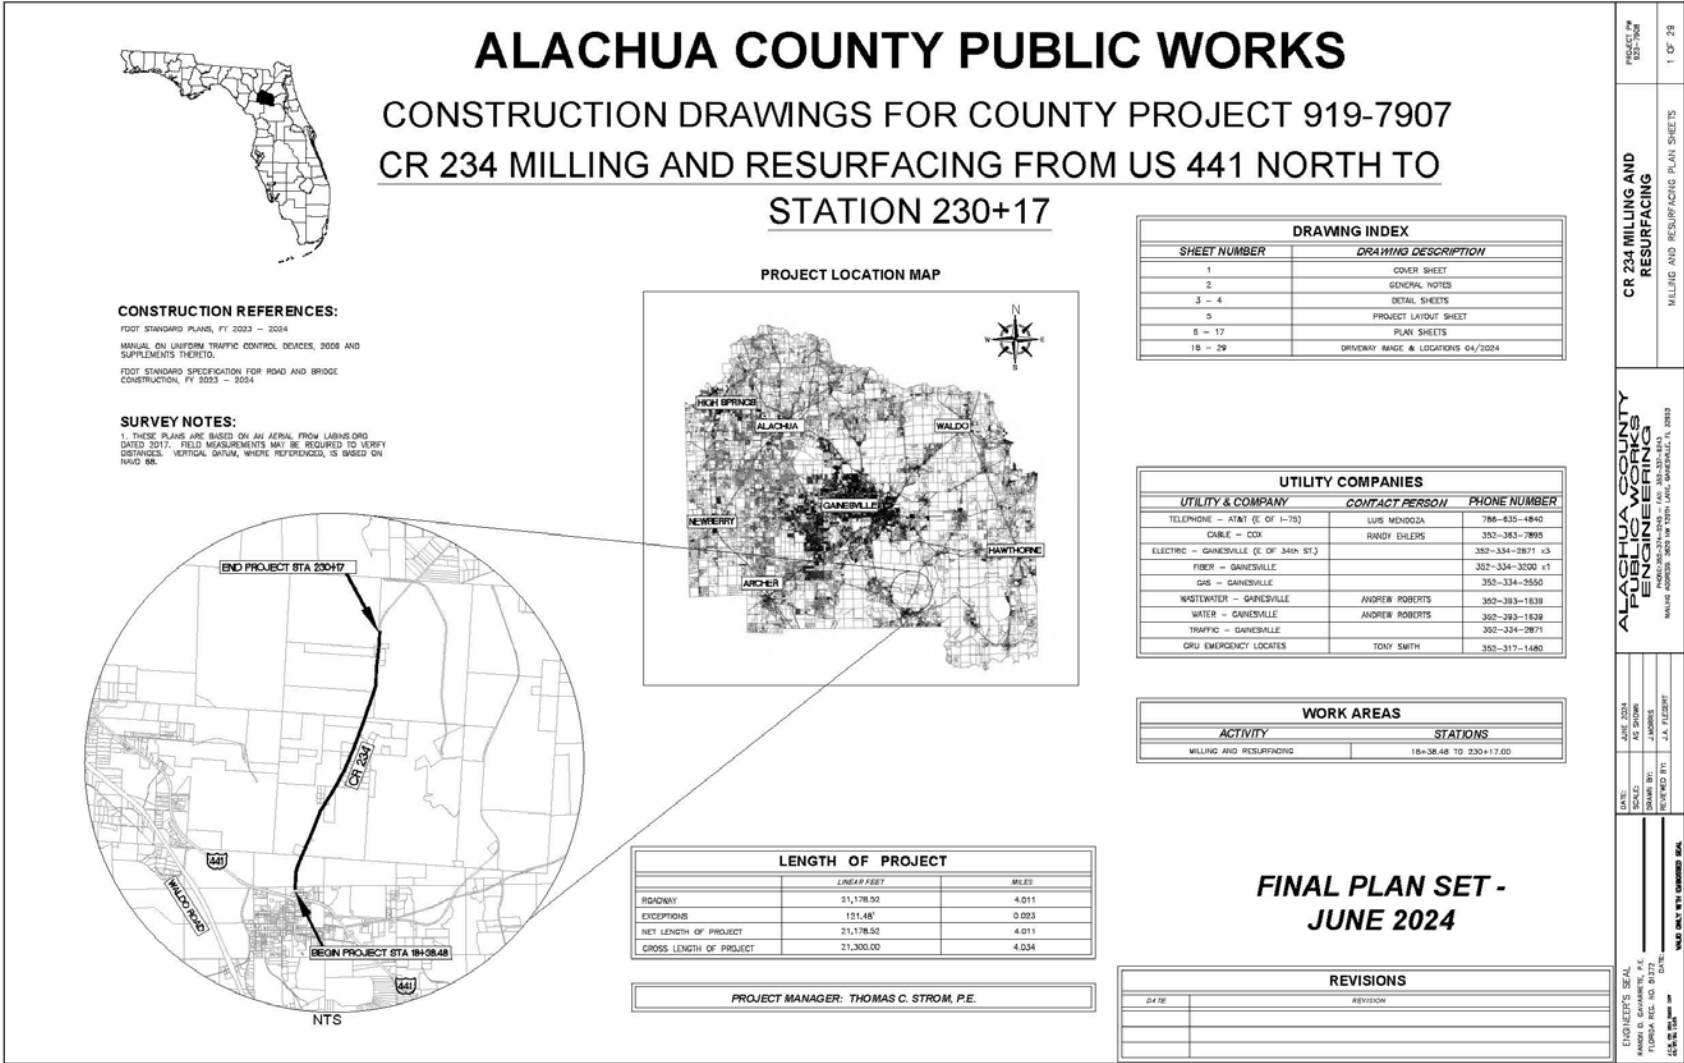 ALACHUA COUNTY PUBLIC WORKS
CONSTRUCTION DRAWINGS FOR COUNTY PROJECT 919-7907
CR 234 MILLING AND RESURFACING FROM US 441 NORTH TO
STATION 230+17
CONSTRUCTION REFERENCES:
FDOT STANDARD PLANS, FY 2023 – 2024
MANUAL ON UNIFORM TRAFFIC CONTROL DEVICES, 2009 AND
SUPPLEMENTS THERETO.
FDOT STANDARD SPECIFICATION FOR ROAD AND BRIDGE
CONSTRUCTION, FY 2023 – 2024
SURVEY NOTES:
1. THESE PLANS ARE BASED ON AN AERIAL FROM LABINS.ORG
DATED 2017. FIELD MEASUREMENTS MAY BE REQUIRED TO VERIFY
DISTANCES. VERTICAL DATUM, WHERE REFERENCED, IS BASED ON
NAVD 88.
PROJECT LOCATION MAP
N
W
E
S
HIGH SPRINGS
ALACHUA
WALDO
GAINESVILLE
NEWBERRY
HAWTHORNE
ARCHER
END PROJECT STA 230+17
CR 234
441
WALDO ROAD
BEGIN PROJECT STA 18+38.48
441
NTS
DRAWING INDEX
SHEET NUMBER DRAWING DESCRIPTION
1 COVER SHEET
2 GENERAL NOTES
3 – 4 DETAIL SHEETS
5 PROJECT LAYOUT SHEET
6 – 17 PLAN SHEETS
18 – 29 DRIVEWAY IMAGE & LOCATIONS 04/2024
UTILITY COMPANIES
UTILITY & COMPANY CONTACT PERSON PHONE NUMBER
TELEPHONE – AT&T (E OF I–75) LUIS MENDOZA 786–635–4840
CABLE – COX RANDY EHLERS 352–363–7895
ELECTRIC – GAINESVILLE (E OF 34th ST.) 352–334–2871 x3
FIBER – GAINESVILLE 352–334–3200 x1
GAS – GAINESVILLE 352–334–2550
WASTEWATER – GAINESVILLE ANDREW ROBERTS 352–393–1639
WATER – GAINESVILLE ANDREW ROBERTS 352–393–1639
TRAFFIC – GAINESVILLE 352–334–2871
GRU EMERGENCY LOCATES TONY SMITH 352–317–1480
WORK AREAS
ACTIVITY STATIONS
MILLING AND RESURFACING 18+38.48 TO 230+17.00
LENGTH OF PROJECT
LINEAR FEET MILES
ROADWAY 21,178.52 4.011
EXCEPTIONS 121.48' 0.023
NET LENGTH OF PROJECT 21,178.52 4.011
GROSS LENGTH OF PROJECT 21,300.00 4.034
PROJECT MANAGER: THOMAS C. STROM, P.E.
FINAL PLAN SET -
JUNE 2024
REVISIONS
DATE REVISION
1 OF 29
CR 234 MILLING AND
RESURFACING
MILLING AND RESURFACING PLAN SHEETS
ALACHUA COUNTY
PUBLIC WORKS
ENGINEERING
DATE: JUNE 2024
SCALE: AS SHOWN
DRAWN BY: J.MORRIS
REVIEWED BY: J.A. FLEGERT
ENGINEER'S SEAL
RAMON D. GAVARRETE, P.E.
FLORIDA REG. NO. 51372
DATE:
VALID ONLY WITH EMBOSSED SEAL